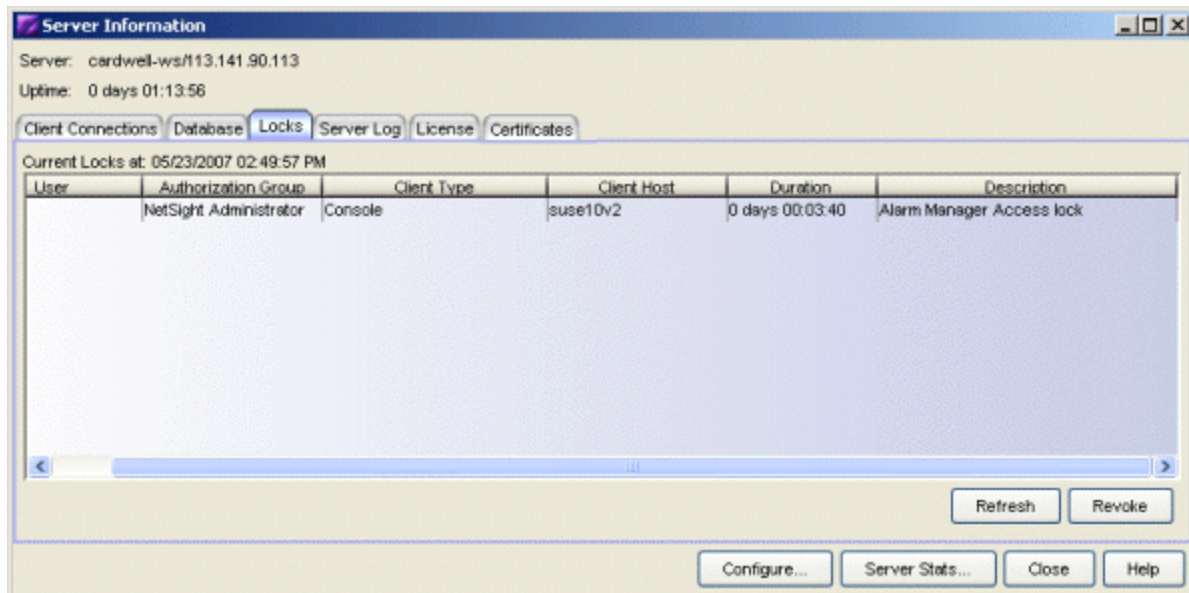 Server Information
Server: cardwell-ws/113.141.90.113
Uptime: 0 days 01:13:56
Client Connections Database Locks Server Log License Certificates
Current Locks at: 05/23/2007 02:49:57 PM
User Authorization Group Client Type Client Host Duration Description
NetSight Administrator Console suse10v2 0 days 00:03:40 Alarm Manager Access lock
Refresh Revoke
Configure... Server Stats... Close Help